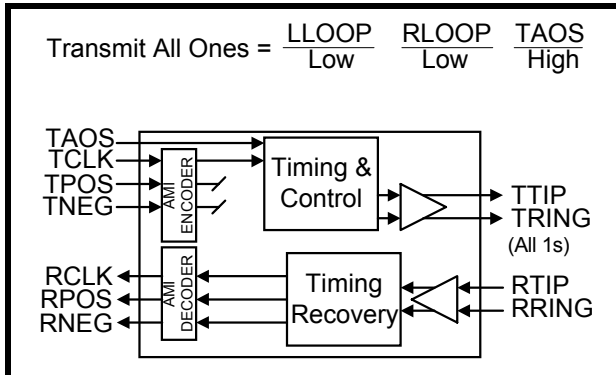 Transmit All Ones = LLOOP RLOOP TAOS
Low Low High
TAOS
TCLK
TPOS
TNEG
AMI
ENCODER
Timing &
Control
TTIP
TRING
(All 1s)
RCLK
RPOS
RNEG
AMI
DECODER
Timing
Recovery
RTIP
RRING